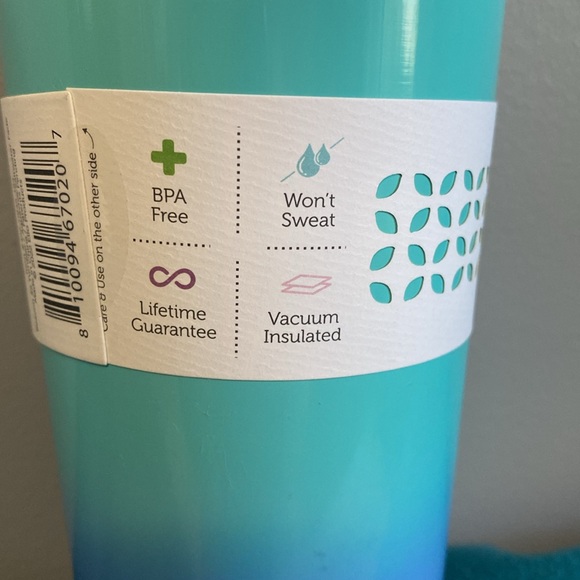 BPA
Free
Won't
Sweat
Lifetime
Guarantee
Vacuum
Insulated
Care & Use on the other side
8 10094 67020 7